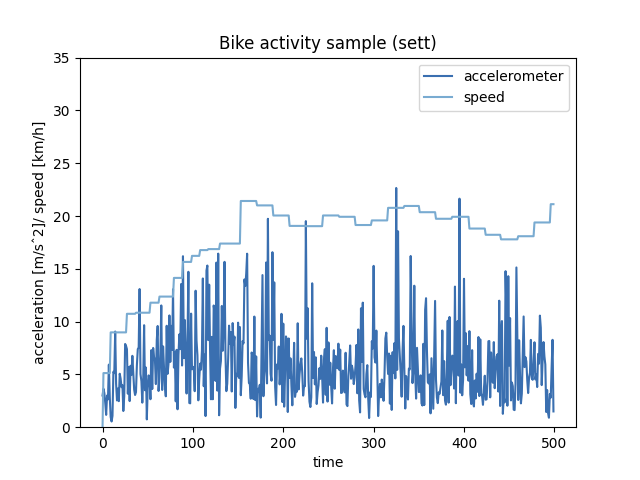 Bike activity sample (sett)
accelerometer
speed
35
30
25
20
15
10
5
0
acceleration [m/s^2]/ speed [km/h]
0 100 200 300 400 500
time